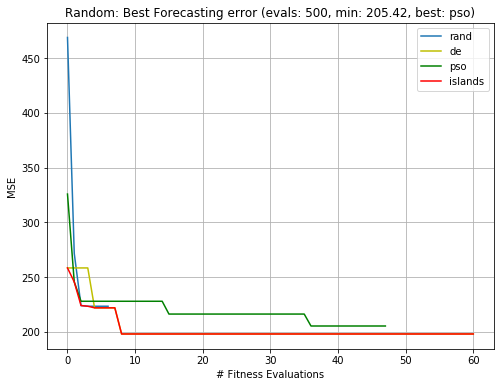 Random: Best Forecasting error (evals: 500, min: 205.42, best: pso)
rand
de
pso
islands
450
400
350
300
250
200
MSE
0 10 20 30 40 50 60
# Fitness Evaluations